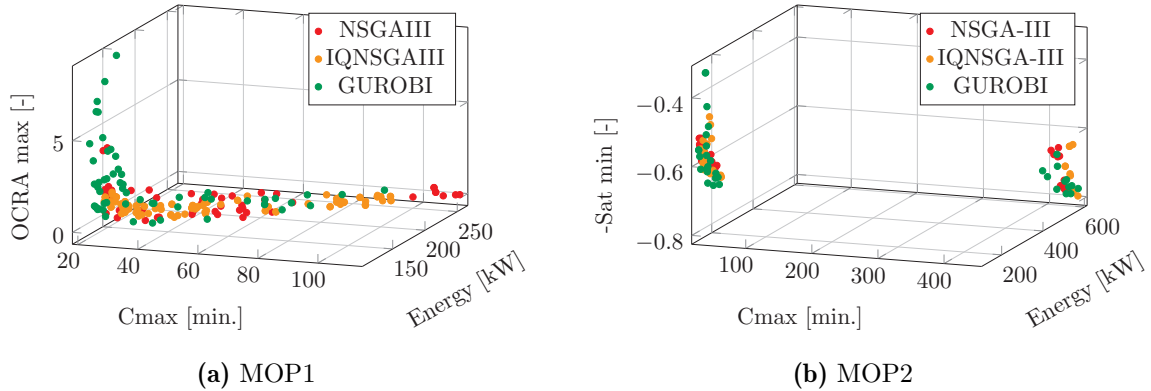 NSGAIII
IQNSGAIII
GUROBI
OCRA max [-]
5
0
20
40
60
80
100
150
200
250
Cmax [min.]
Energy [kW]
(a) MOP1
NSGA-III
IQNSGA-III
GUROBI
-Sat min [-]
−0.4
−0.6
−0.8
100
200
300
400
200
400
600
Cmax [min.]
Energy [kW]
(b) MOP2